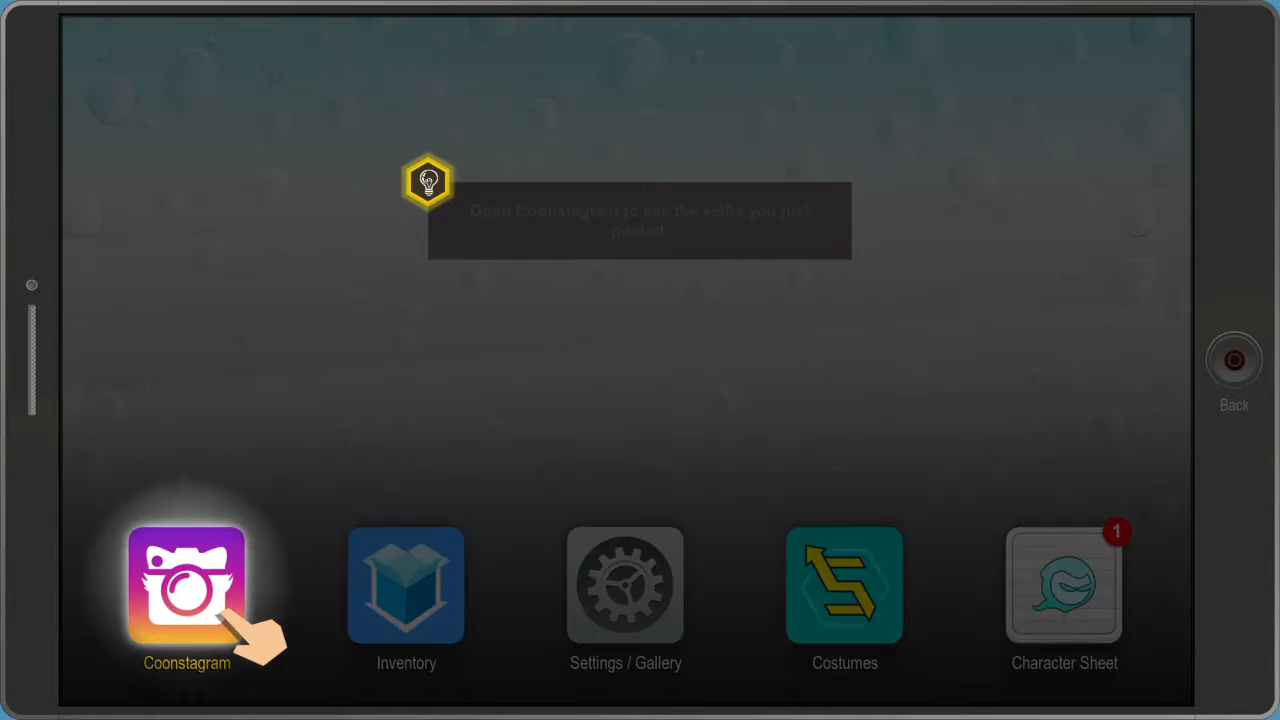 Open Coonstagram to see the selfie you just
posted
Back
1
Coonstagram
Inventory
Settings / Gallery
Costumes
Character Sheet